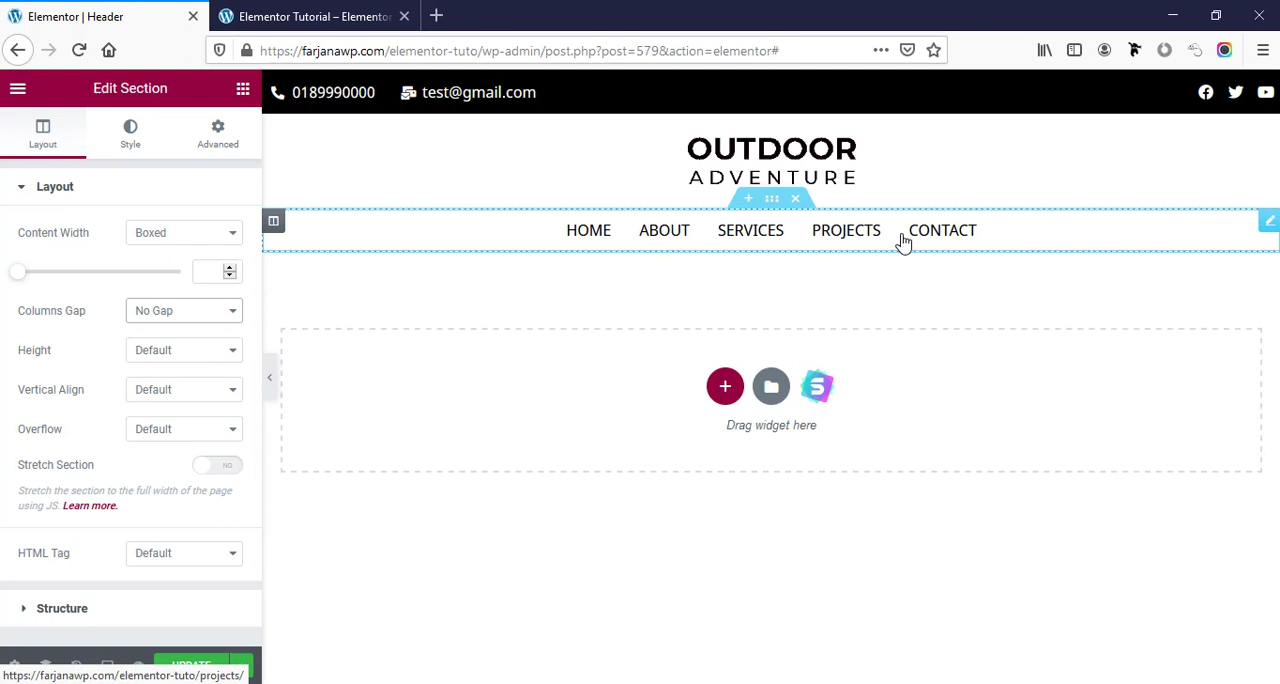 Elementor | Header
Elementor Tutorial – Elementor
https://farjanawp.com/elementor-tuto/wp-admin/post.php?post=579&action=elementor#
Edit Section
0189990000
test@gmail.com
Layout
Style
Advanced
OUTDOOR
ADVENTURE
Layout
HOME
ABOUT
SERVICES
PROJECTS
CONTACT
Content Width
Boxed
Columns Gap
No Gap
Height
Default
Vertical Align
Default
Drag widget here
Overflow
Default
Stretch Section
NO
Stretch the section to the full width of the page
using JS. Learn more.
HTML Tag
Default
Structure
UPDATE
https://farjanawp.com/elementor-tuto/projects/